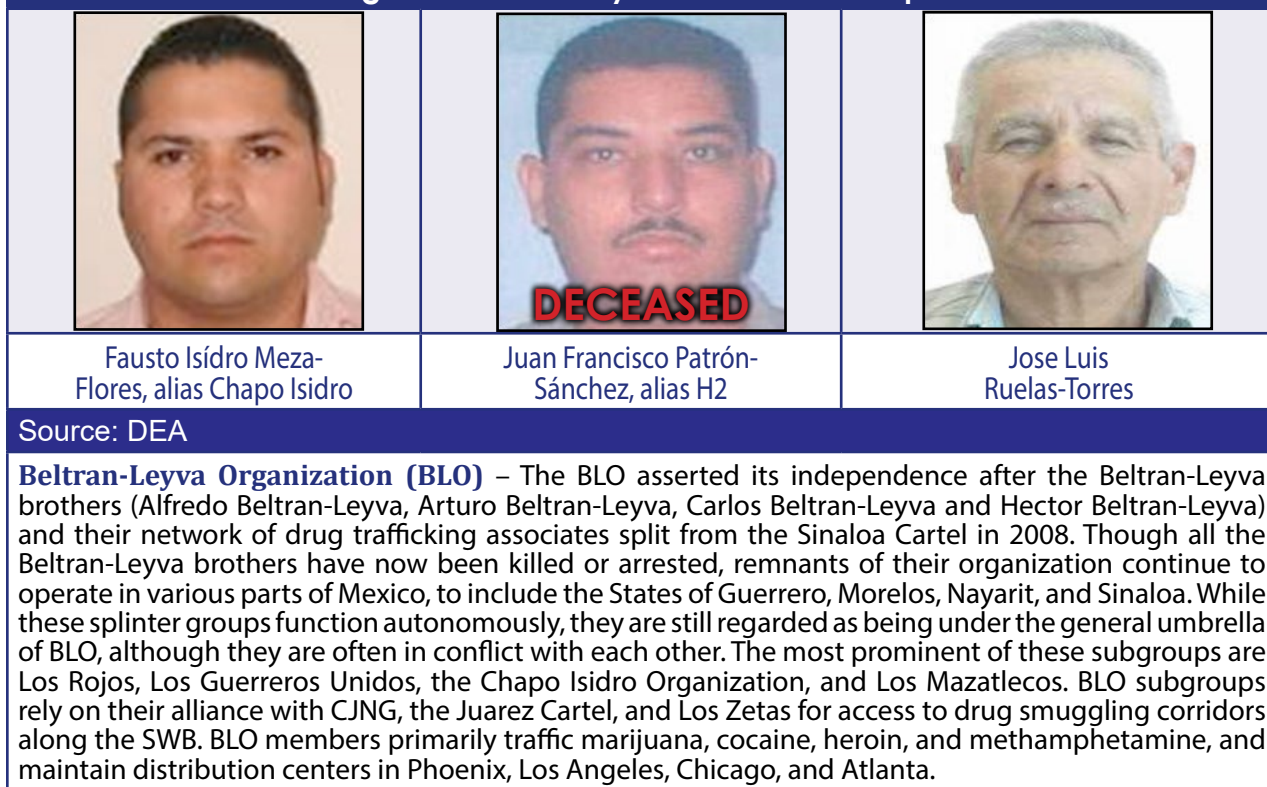 DECEASED
Fausto Isídro Meza-
Flores, alias Chapo Isidro
Juan Francisco Patrón-
Sánchez, alias H2
Jose Luis
Ruelas-Torres
Source: DEA
Beltran-Leyva Organization (BLO) – The BLO asserted its independence after the Beltran-Leyva
brothers (Alfredo Beltran-Leyva, Arturo Beltran-Leyva, Carlos Beltran-Leyva and Hector Beltran-Leyva)
and their network of drug trafficking associates split from the Sinaloa Cartel in 2008. Though all the
Beltran-Leyva brothers have now been killed or arrested, remnants of their organization continue to
operate in various parts of Mexico, to include the States of Guerrero, Morelos, Nayarit, and Sinaloa. While
these splinter groups function autonomously, they are still regarded as being under the general umbrella
of BLO, although they are often in conflict with each other. The most prominent of these subgroups are
Los Rojos, Los Guerreros Unidos, the Chapo Isidro Organization, and Los Mazatlecos. BLO subgroups
rely on their alliance with CJNG, the Juarez Cartel, and Los Zetas for access to drug smuggling corridors
along the SWB. BLO members primarily traffic marijuana, cocaine, heroin, and methamphetamine, and
maintain distribution centers in Phoenix, Los Angeles, Chicago, and Atlanta.